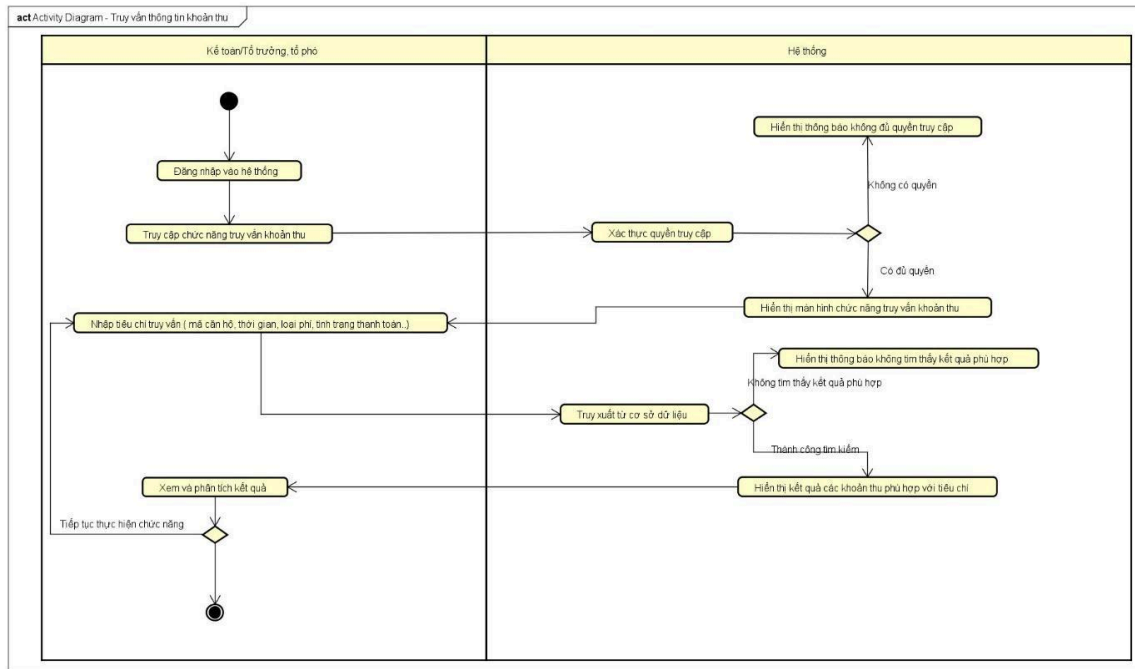 act Activity Diagram - Truy vấn thông tin khoản thu
Kế toán/Tổ trưởng, tổ phó
Hệ thống
Hiển thị thông báo không đủ quyền truy cập
Đăng nhập vào hệ thống
Không có quyền
Truy cập chức năng truy vấn khoản thu
Xác thực quyền truy cập
Có đủ quyền
Hiển thị màn hình chức năng truy vấn khoản thu
Nhập tiêu chí truy vấn ( mã căn hộ, thời gian, loại phí, tình trạng thanh toán..)
Hiển thị thông báo không tìm thấy kết quả phù hợp
Không tìm thấy kết quả phù hợp
Truy xuất từ cơ sở dữ liệu
Thành công tìm kiếm
Xem và phân tích kết quả
Hiển thị kết quả các khoản thu phù hợp với tiêu chí
Tiếp tục thực hiện chức năng